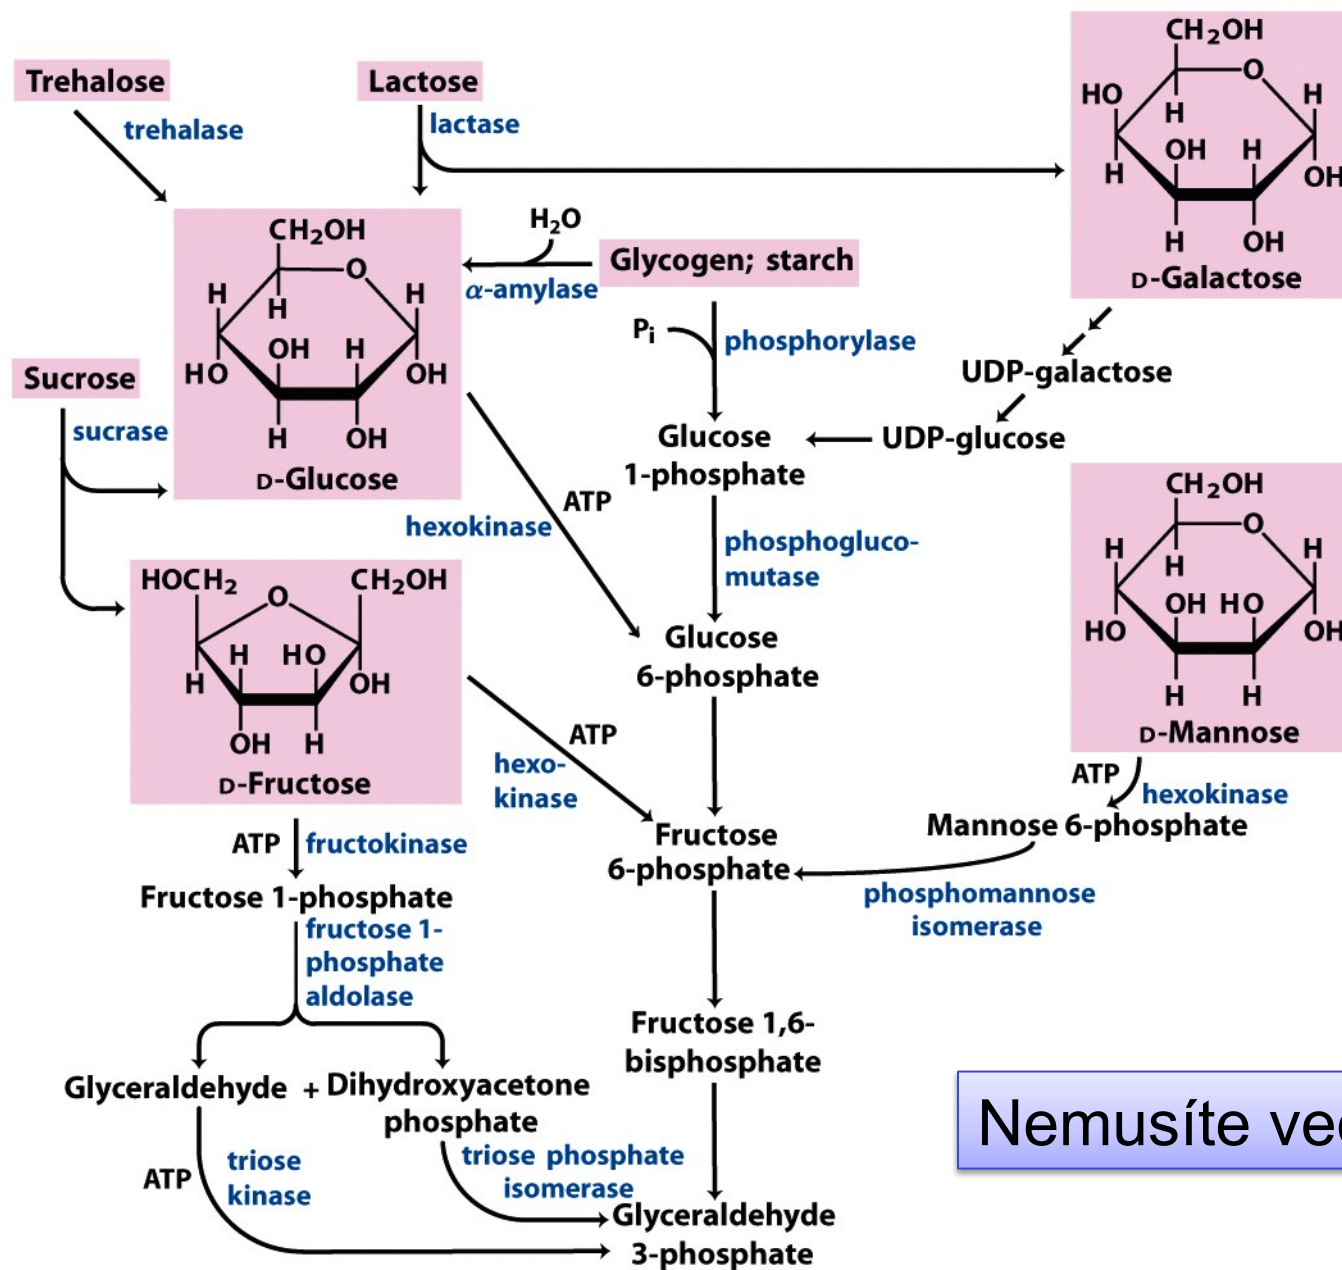 Trehalose
trehalase
Lactose
lactase
CH₂OH
O
HO
H
H
OH
H
H
OH
H
OH
D-Galactose
CH₂OH
O
H
H
H
OH
H
HO
OH
H
OH
D-Glucose
H₂O
Glycogen; starch
α-amylase
Pᵢ
phosphorylase
UDP-galactose
UDP-glucose
Glucose
1-phosphate
Sucrose
sucrase
ATP
hexokinase
phosphogluco-
mutase
Glucose
6-phosphate
CH₂OH
O
H
H
H
OH
HO
HO
OH
H
H
D-Mannose
ATP
hexokinase
Mannose 6-phosphate
phosphomannose
isomerase
HOCH₂
CH₂OH
O
H
HO
H
OH
OH
H
D-Fructose
ATP
hexo-
kinase
Fructose
6-phosphate
ATP
fructokinase
Fructose 1-phosphate
fructose 1-
phosphate
aldolase
Fructose 1,6-
bisphosphate
Glyceraldehyde + Dihydroxyacetone
phosphate
ATP
triose
kinase
triose phosphate
isomerase
Glyceraldehyde
3-phosphate
Nemusíte